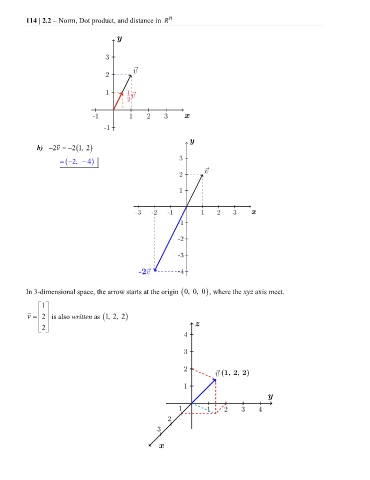 114 | 2.2 – Norm, Dot product, and distance in Rⁿ
y
3
2
v⃗
1
½v⃗
-1 1 2 3 x
-1
b) -2v⃗ = -2(1, 2)
= (-2, -4)
y
3
2
v⃗
1
-3 -2 -1 1 2 3 x
-1
-2
-3
-2v⃗
-4
In 3-dimensional space, the arrow starts at the origin (0, 0, 0), where the xyz axis meet.
v⃗ = [1 2 2] is also written as (1, 2, 2)
z
4
3
2
v⃗ (1, 2, 2)
1
y
1 1 2 3 4
2
3
x